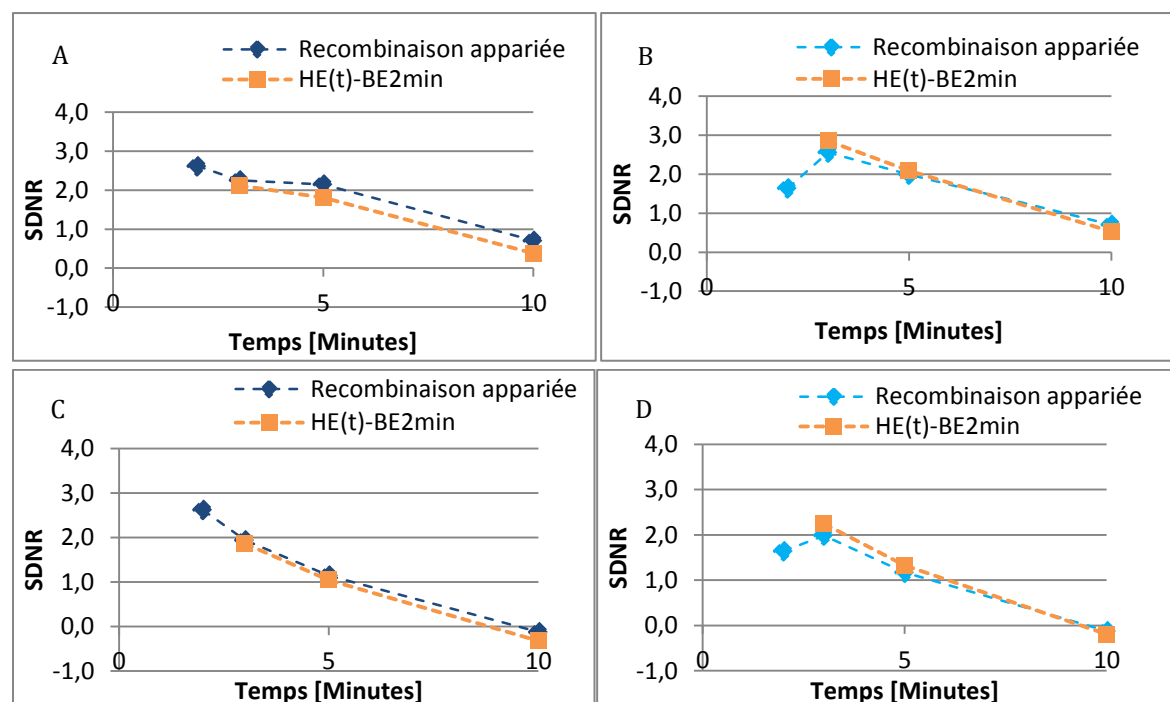 A
Recombinaison appariée
HE(t)-BE2min
4,0
3,0
2,0
1,0
0,0
-1,0
SDNR
0
5
10
Temps [Minutes]
B
Recombinaison appariée
HE(t)-BE2min
4,0
3,0
2,0
1,0
0,0
-1,0
SDNR
0
5
10
Temps [Minutes]
C
Recombinaison appariée
HE(t)-BE2min
4,0
3,0
2,0
1,0
0,0
-1,0
SDNR
0
5
10
Temps [Minutes]
D
Recombinaison appariée
HE(t)-BE2min
4,0
3,0
2,0
1,0
0,0
-1,0
SDNR
0
5
10
Temps [Minutes]